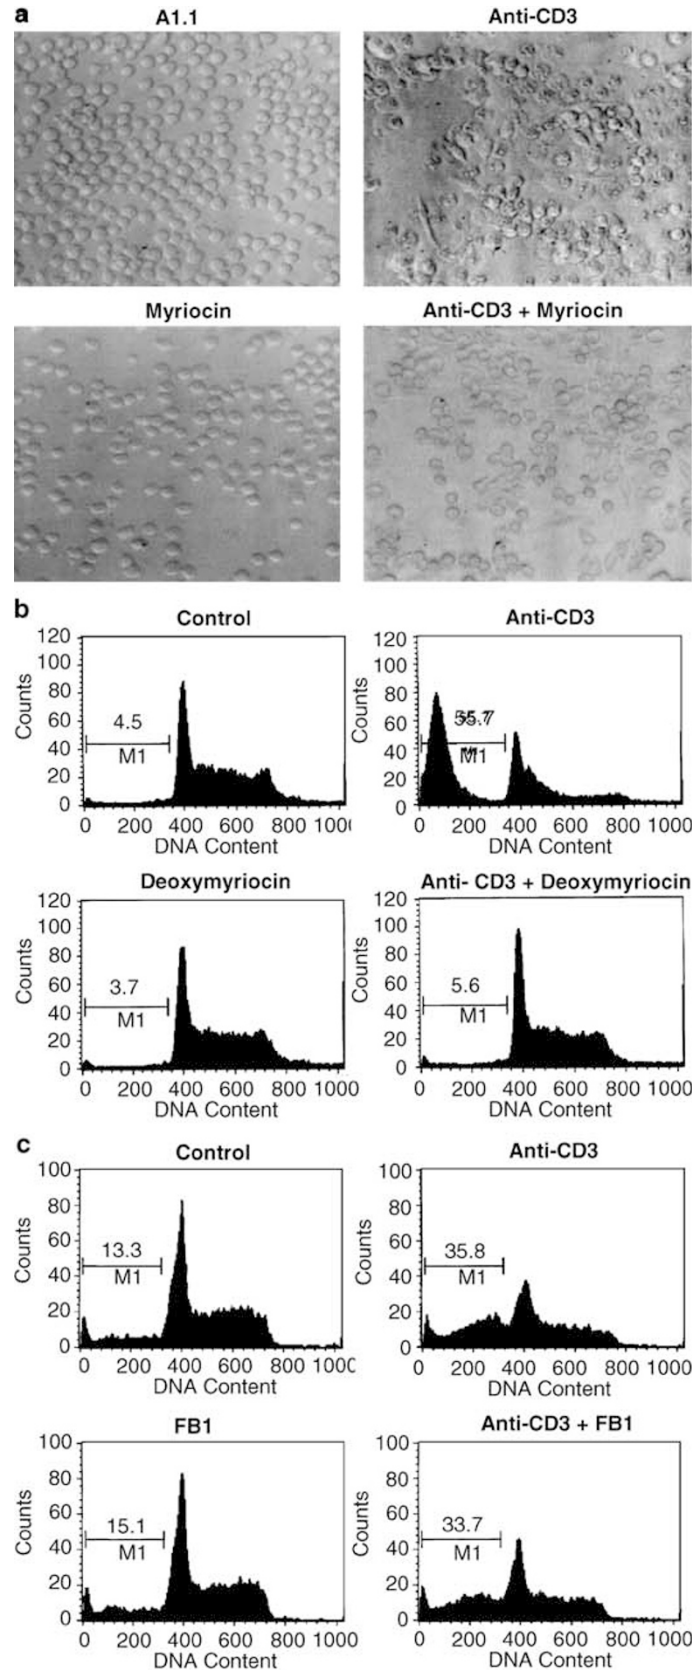 a
A1.1 Anti-CD3
Myriocin Anti-CD3 + Myriocin
b
Control Anti-CD3
120 120
100 100
80 80
60 60
40 40
20 20
0 0
Counts Counts
4.5 55.7
M1 M1
0 200 400 600 800 1000 0 200 400 600 800 1000
DNA Content DNA Content
Deoxymyriocin Anti- CD3 + Deoxymyriocin
120 120
100 100
80 80
60 60
40 40
20 20
0 0
Counts Counts
3.7 5.6
M1 M1
0 200 400 600 800 1000 0 200 400 600 800 1000
DNA Content DNA Content
c
Control Anti-CD3
100 100
80 80
60 60
40 40
20 20
0 0
Counts Counts
13.3 35.8
M1 M1
0 200 400 600 800 1000 0 200 400 600 800 1000
DNA Content DNA Content
FB1 Anti-CD3 + FB1
100 100
80 80
60 60
40 40
20 20
0 0
Counts Counts
15.1 33.7
M1 M1
0 200 400 600 800 1000 0 200 400 600 800 1000
DNA Content DNA Content